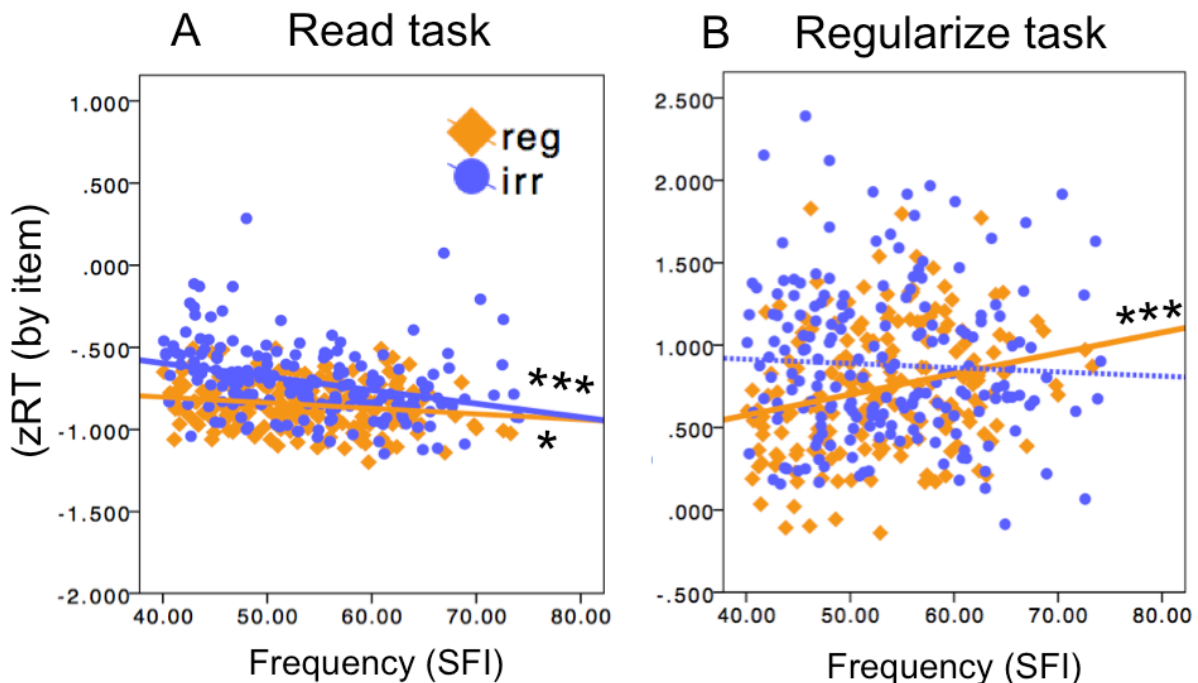 A Read task
B Regularize task
(zRT (by item)
1.000
.500
.000
-.500
-1.000
-1.500
-2.000
reg
irr
***
*
40.00 50.00 60.00 70.00 80.00
Frequency (SFI)
2.500
2.000
1.500
1.000
.500
.000
-.500
***
40.00 50.00 60.00 70.00 80.00
Frequency (SFI)